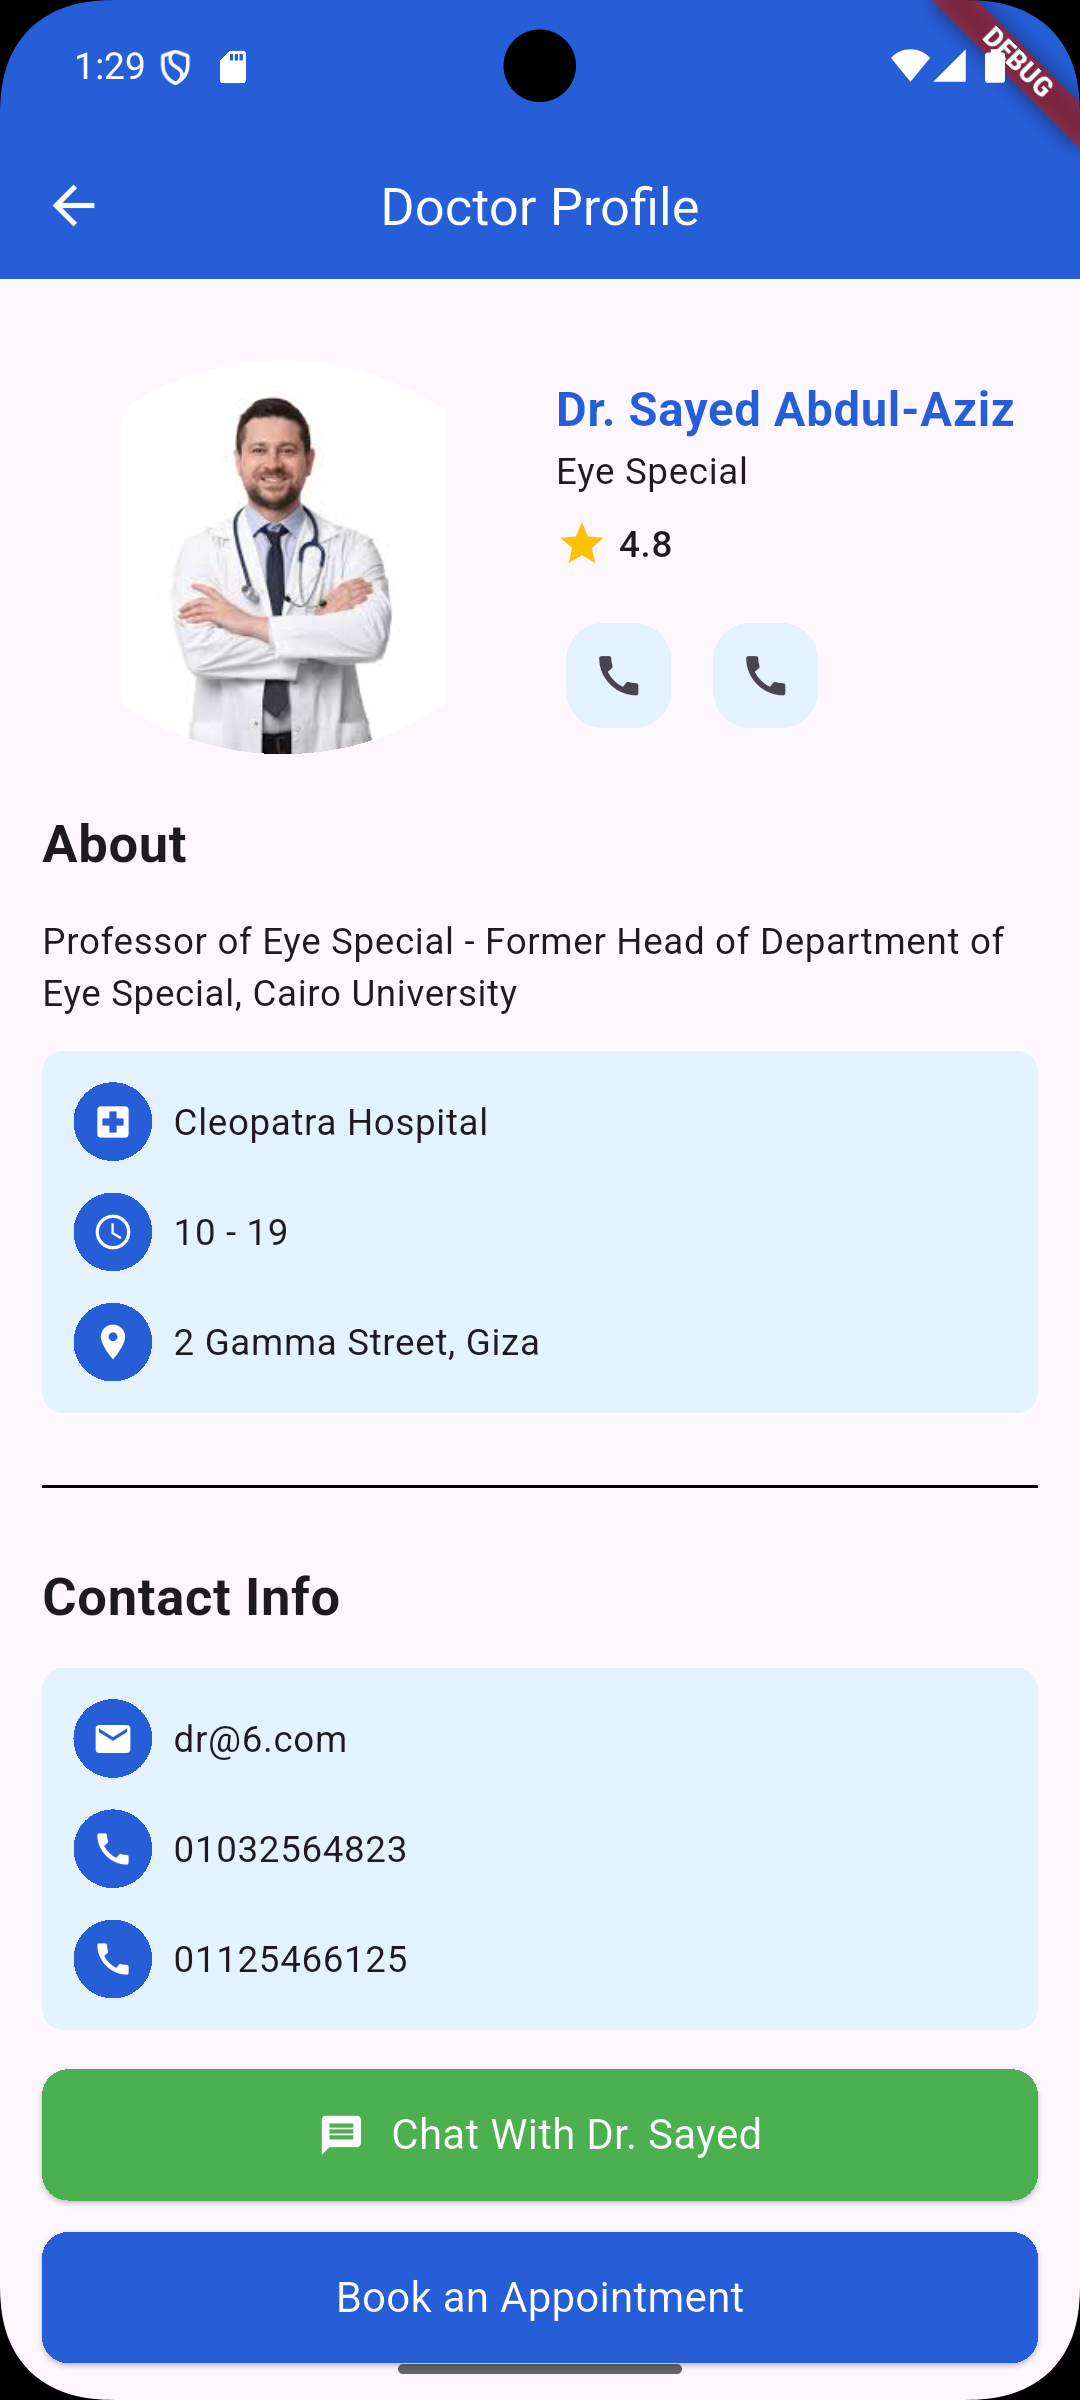 1:29
DEBUG
Doctor Profile
Dr. Sayed Abdul-Aziz
Eye Special
4.8
About
Professor of Eye Special - Former Head of Department of
Eye Special, Cairo University
Cleopatra Hospital
10 - 19
2 Gamma Street, Giza
Contact Info
dr@6.com
01032564823
01125466125
Chat With Dr. Sayed
Book an Appointment